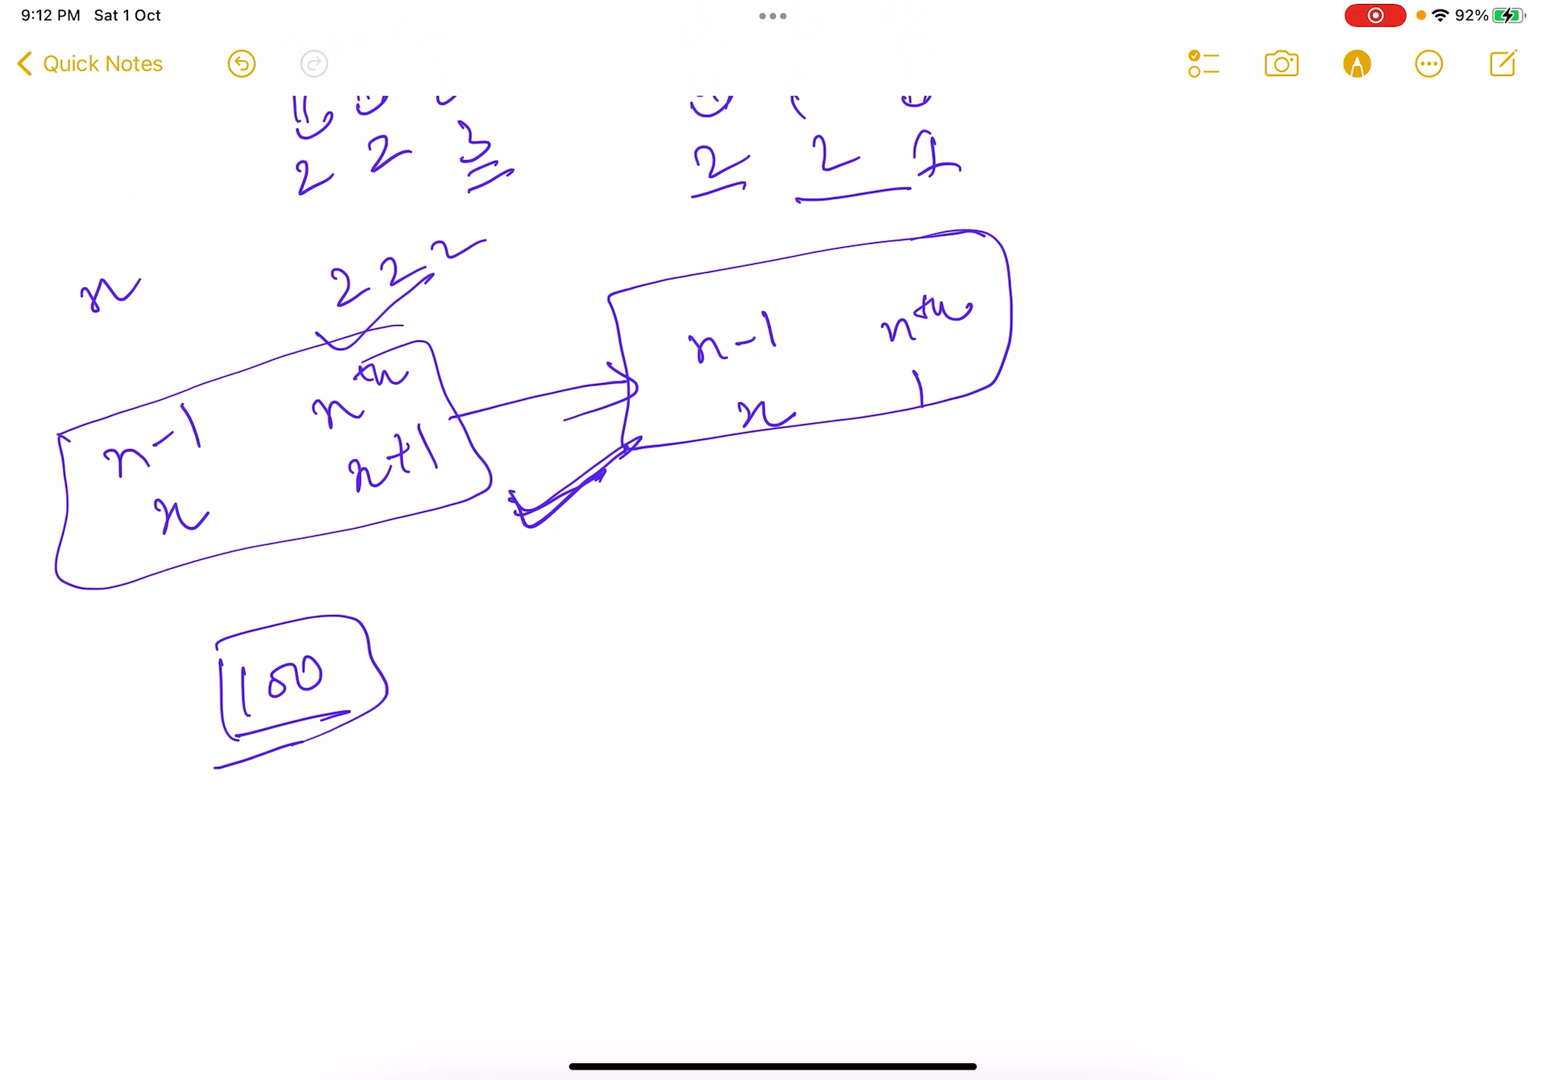 9:12 PM Sat 1 Oct
92%
Quick Notes
2 2 3
2 2 1
n
2 2 2
n-1 nth
x x+1
n-1 nth
x 1
100